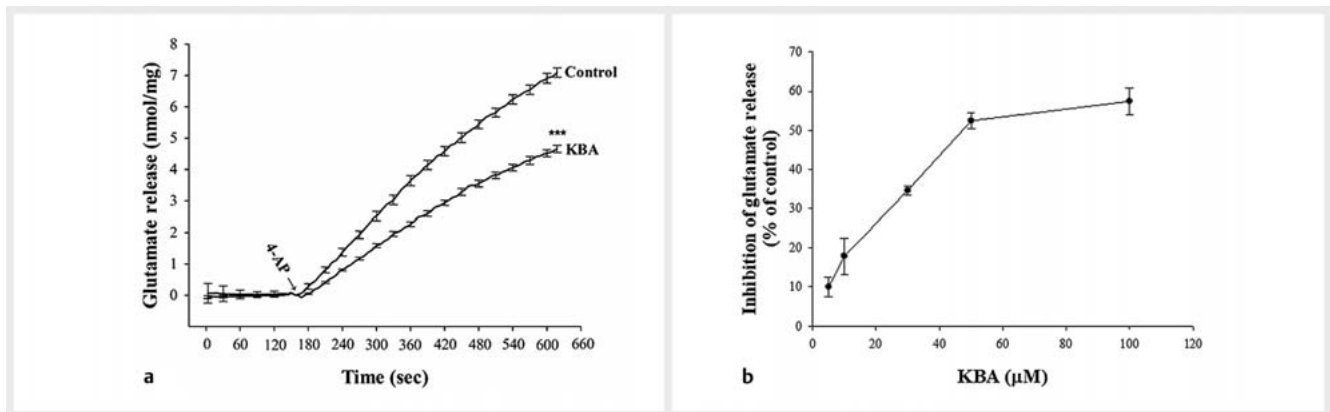 8
7
6
5
4
3
2
1
0
Glutamate release (nmol/mg)
Control
***
KBA
4-AP
0 60 120 180 240 300 360 420 480 540 600 660
Time (sec)
a
70
60
50
40
30
20
10
0
Inhibition of glutamate release
(% of control)
0 20 40 60 80 100 120
KBA (μM)
b